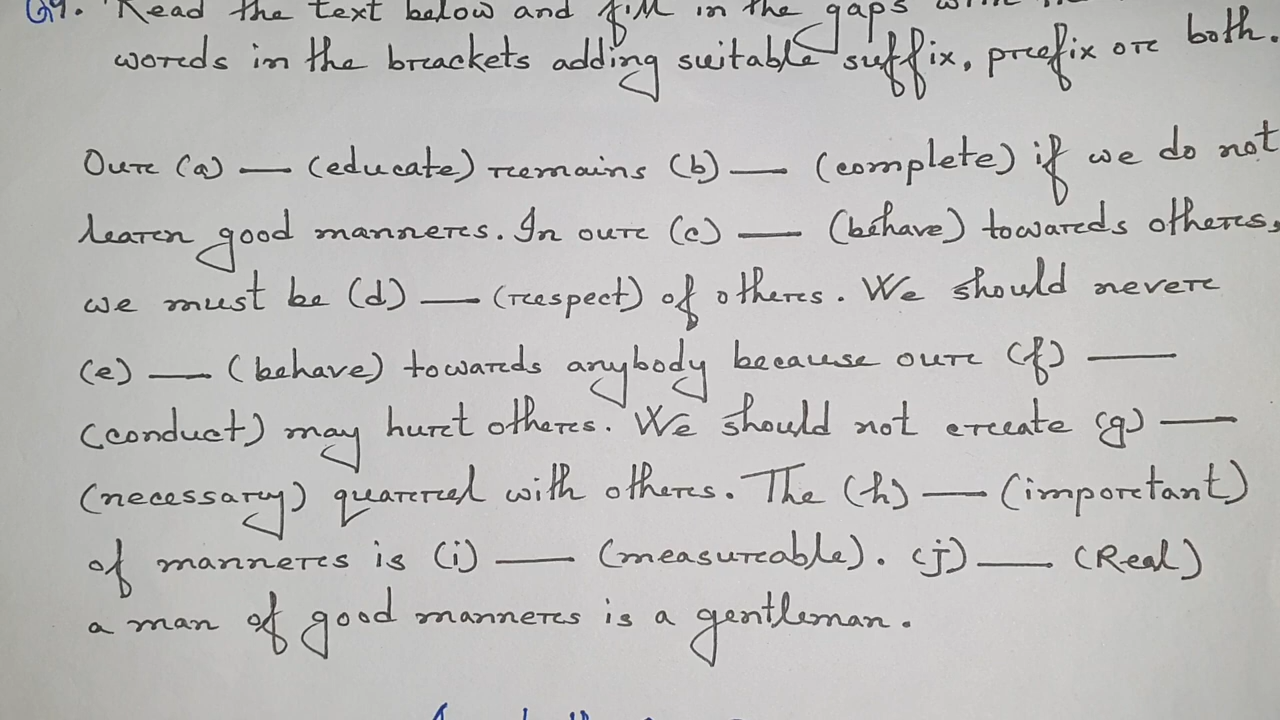 Q9. Read the text below and fill in the gaps with
words in the brackets adding suitable suffix, prefix or both.
Our (a) — (educate) remains (b) — (complete) if we do not
learn good manners. In our (c) — (behave) towards others,
we must be (d) — (respect) of others. We should never
(e) — (behave) towards anybody because our (f) —
(conduct) may hurt others. We should not create (g) —
(necessary) quarrel with others. The (h) — (important)
of manners is (i) — (measureable). (j) — (Real)
a man of good manners is a gentleman.